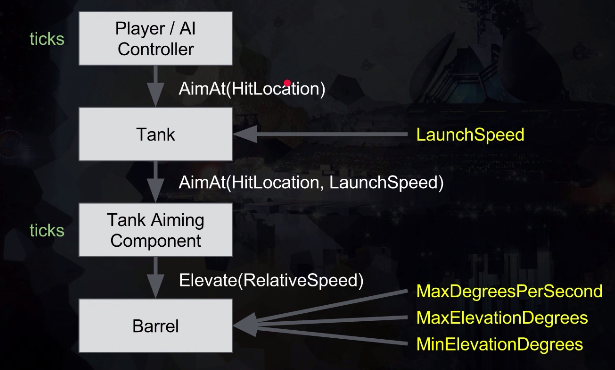 ticks
Player / AI
Controller
AimAt(HitLocation)
Tank
LaunchSpeed
AimAt(HitLocation, LaunchSpeed)
ticks
Tank Aiming
Component
Elevate(RelativeSpeed)
MaxDegreesPerSecond
Barrel
MaxElevationDegrees
MinElevationDegrees